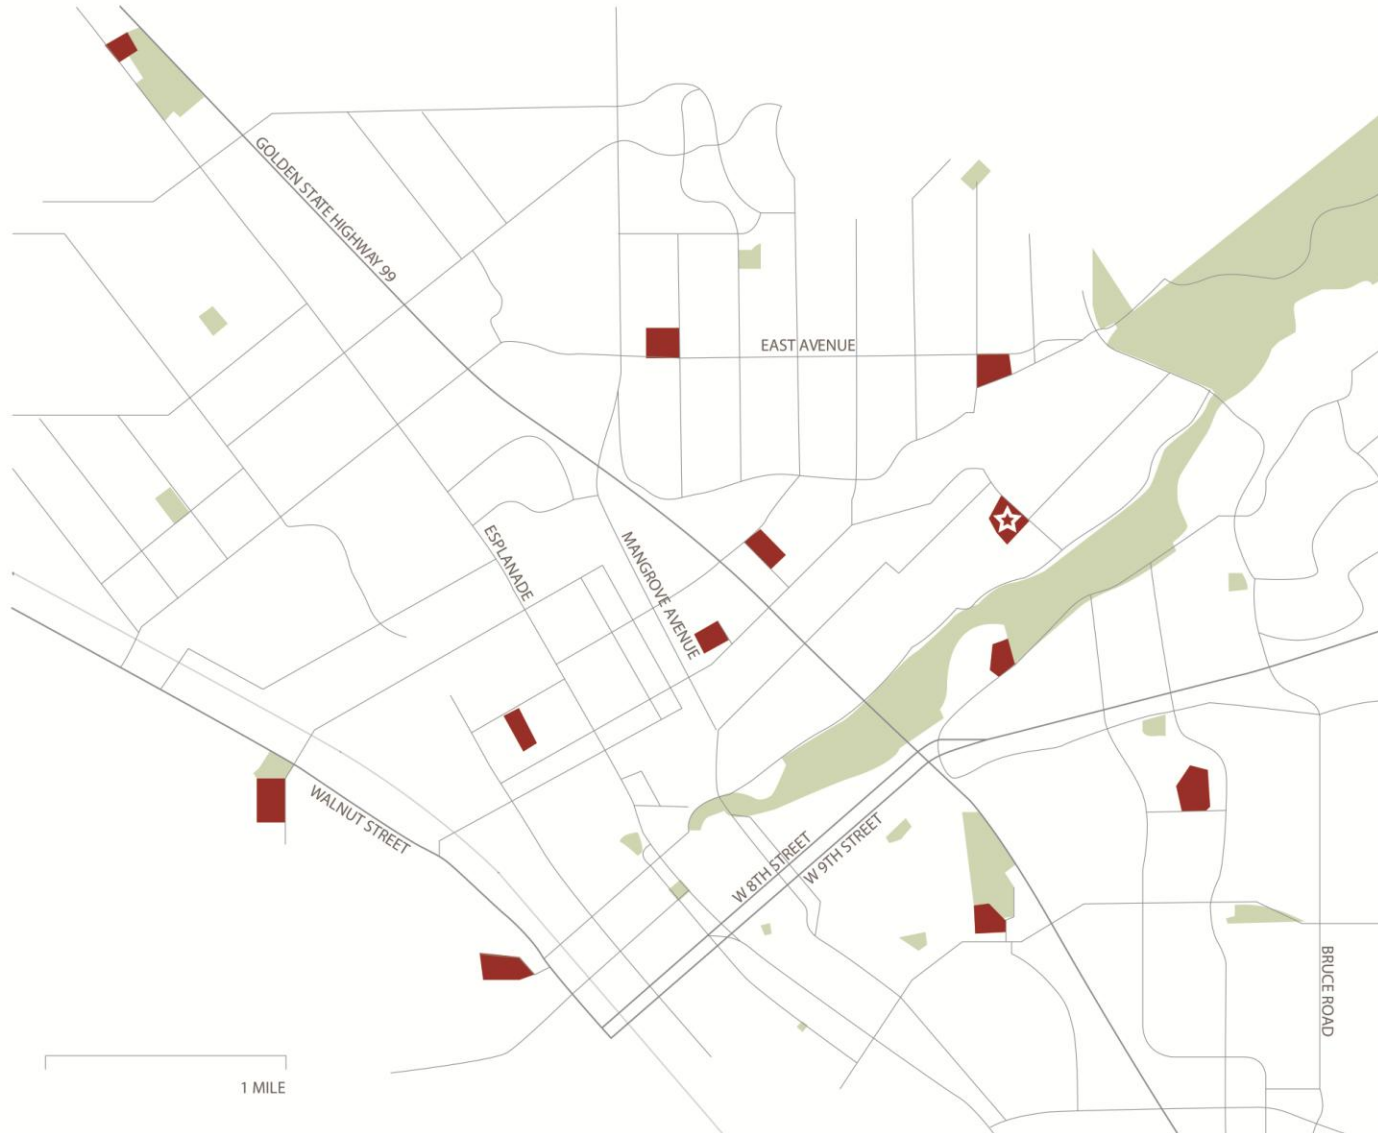 GOLDEN STATE HIGHWAY 99
EAST AVENUE
ESPLANADE
MANGROVE AVENUE
WALNUT STREET
W 8TH STREET
W 9TH STREET
BRUCE ROAD
1 MILE